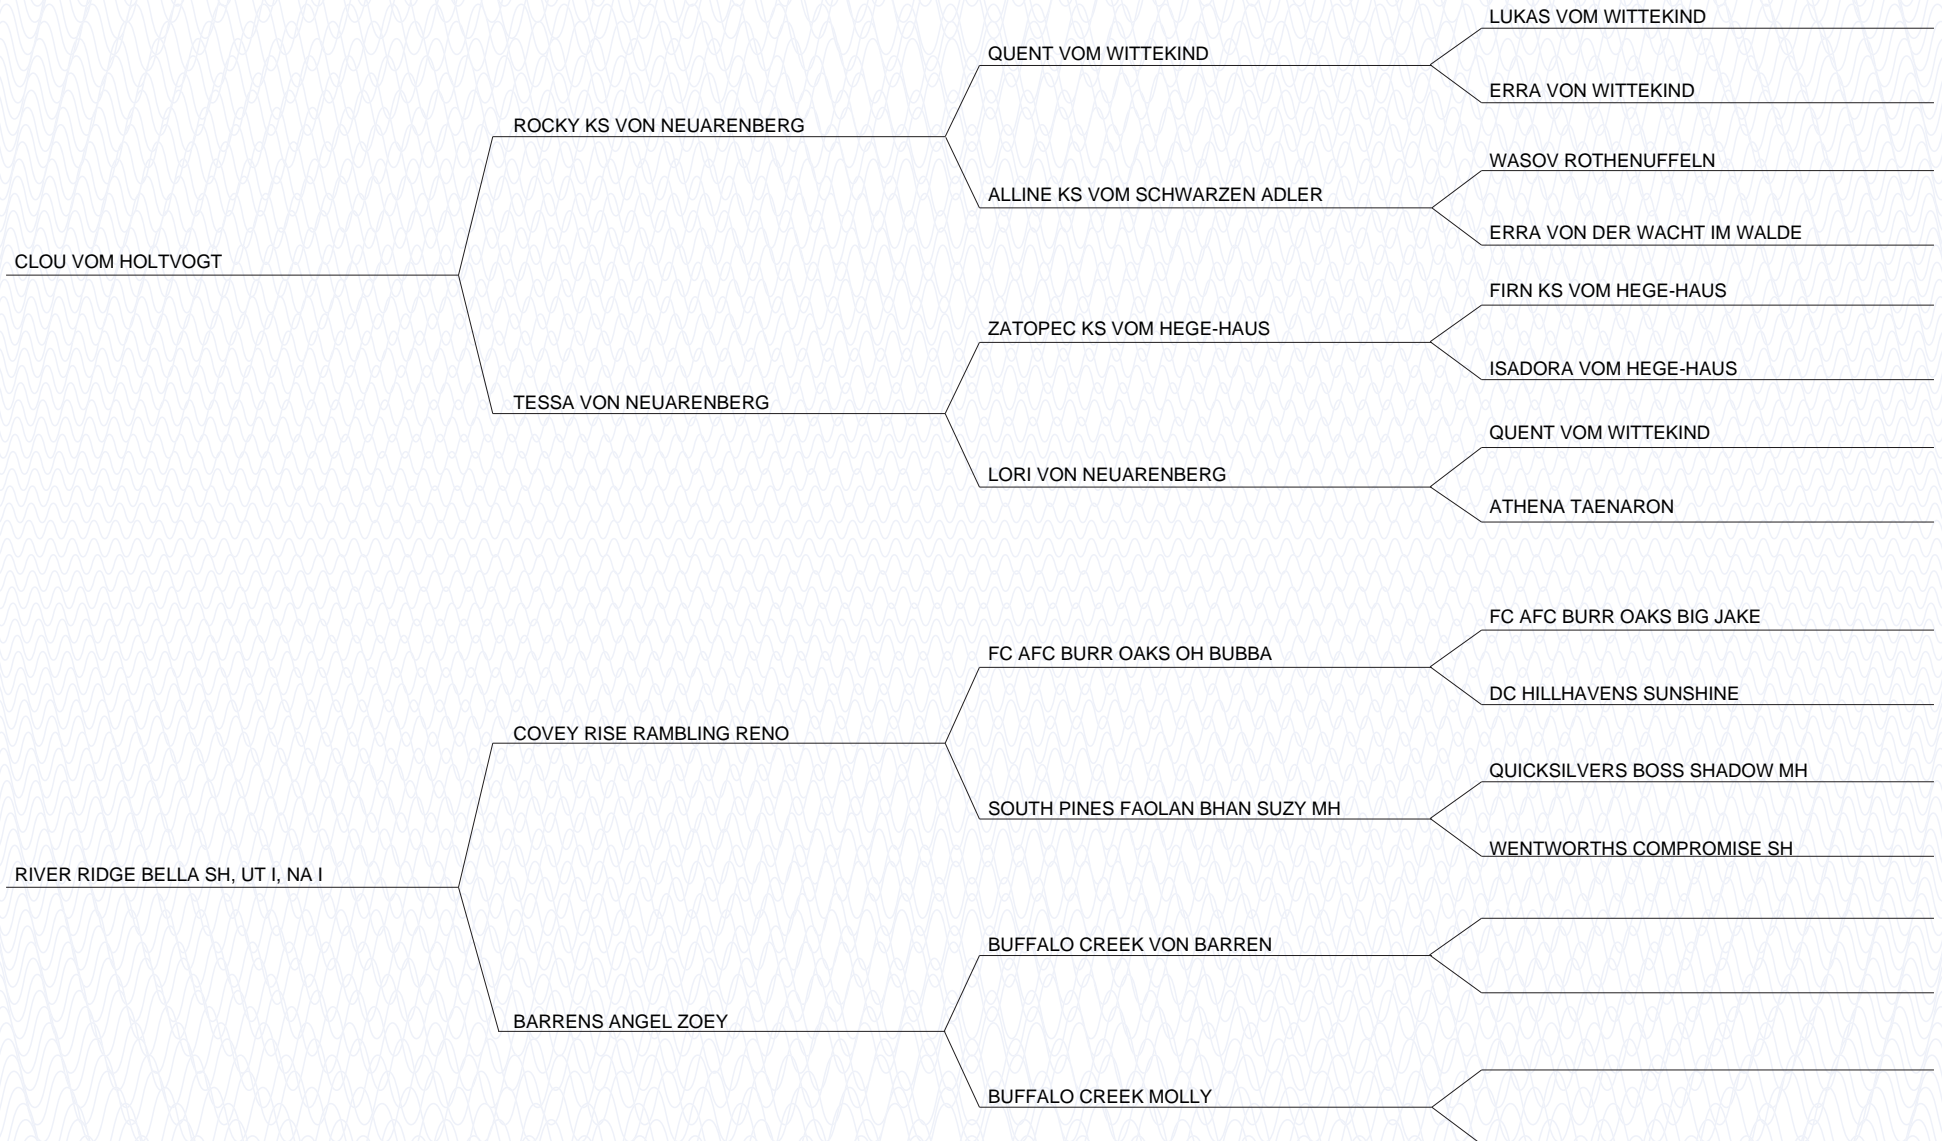 LUKAS VOM WITTEKIND
QUENT VOM WITTEKIND
ERRA VON WITTEKIND
ROCKY KS VON NEUARENBERG
WASOV ROTHENUFFELN
ALLINE KS VOM SCHWARZEN ADLER
ERRA VON DER WACHT IM WALDE
CLOU VOM HOLTVOGT
FIRN KS VOM HEGE-HAUS
ZATOPEC KS VOM HEGE-HAUS
ISADORA VOM HEGE-HAUS
TESSA VON NEUARENBERG
QUENT VOM WITTEKIND
LORI VON NEUARENBERG
ATHENA TAENARON
FC AFC BURR OAKS BIG JAKE
FC AFC BURR OAKS OH BUBBA
DC HILLHAVENS SUNSHINE
COVEY RISE RAMBLING RENO
QUICKSILVERS BOSS SHADOW MH
SOUTH PINES FAOLAN BHAN SUZY MH
WENTWORTHS COMPROMISE SH
RIVER RIDGE BELLA SH, UT I, NA I
BUFFALO CREEK VON BARREN
BARRENS ANGEL ZOEY
BUFFALO CREEK MOLLY